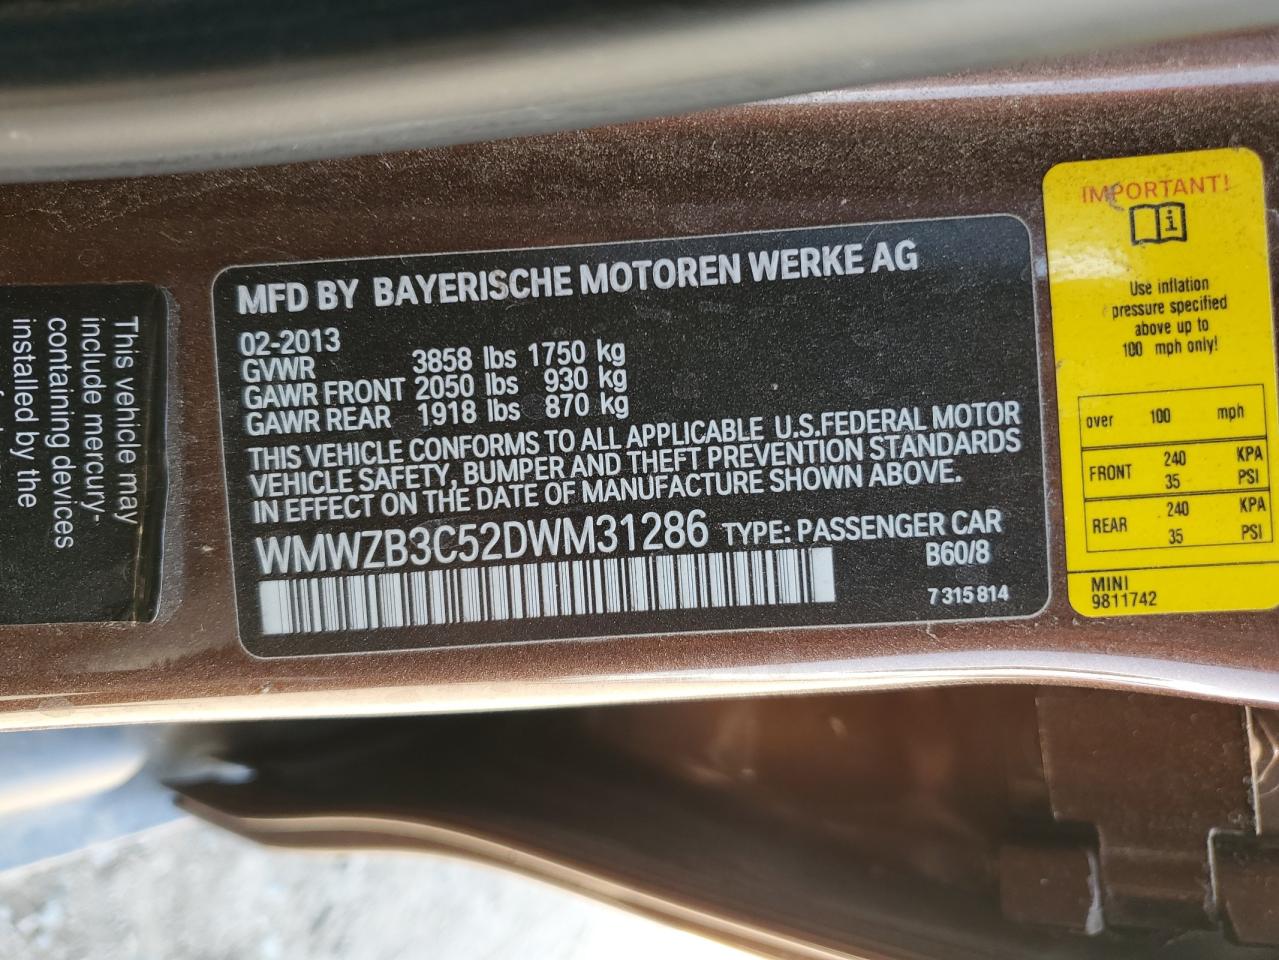 This vehicle may
include mercury-
containing devices
installed by the
MFD BY BAYERISCHE MOTOREN WERKE AG
02-2013
GVWR 3858 lbs 1750 kg
GAWR FRONT 2050 lbs 930 kg
GAWR REAR 1918 lbs 870 kg
THIS VEHICLE CONFORMS TO ALL APPLICABLE U.S.FEDERAL MOTOR
VEHICLE SAFETY, BUMPER AND THEFT PREVENTION STANDARDS
IN EFFECT ON THE DATE OF MANUFACTURE SHOWN ABOVE.
WMWZB3C52DWM31286 TYPE: PASSENGER CAR
B60/8
7 315 814
IMPORTANT!
i
Use inflation
pressure specified
above up to
100 mph only!
over 100 mph
FRONT 240 KPA
35 PSI
REAR 240 KPA
35 PSI
MINI
9811742